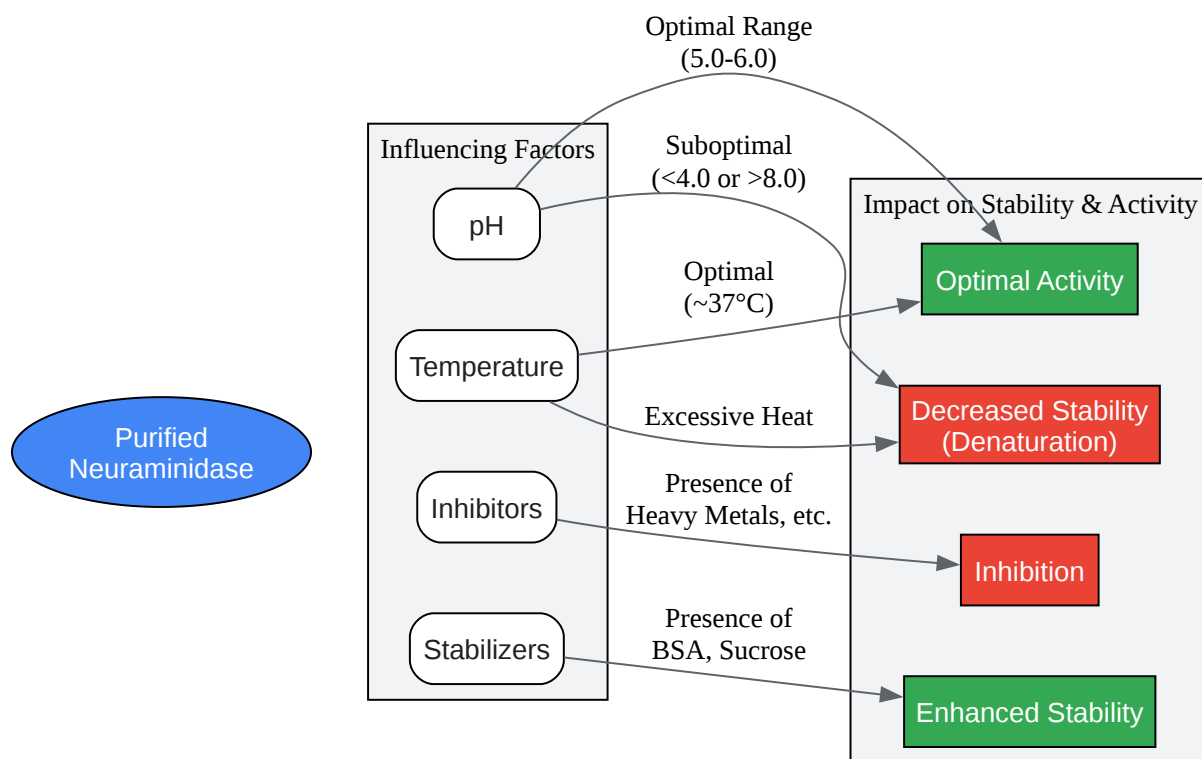 Purified
Neuraminidase
Influencing Factors
pH
Temperature
Inhibitors
Stabilizers
Optimal Range
(5.0-6.0)
Suboptimal
(<4.0 or >8.0)
Optimal
(~37°C)
Excessive Heat
Presence of
Heavy Metals, etc.
Presence of
BSA, Sucrose
Impact on Stability & Activity
Optimal Activity
Decreased Stability
(Denaturation)
Inhibition
Enhanced Stability